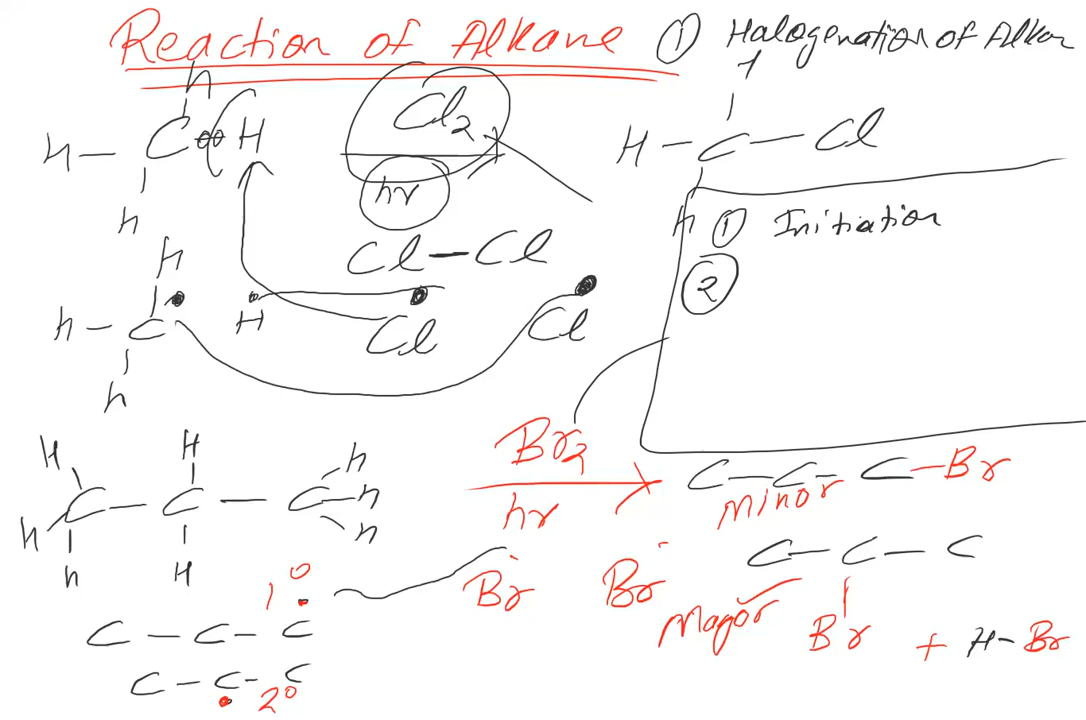 Reaction of Alkane ① Halogenation of Alkan
h
H
h — C H Cl2 H — C — Cl
hν
h h ① Initiation
Cl — Cl
H ②
h — C H Cl Cl
h
H H h Br2 C — C — C — Br
C — C — C — h hν minor
h h H n C — C — C
1° Br Br Major Br + H — Br
C — C — C
C — C — C
2°